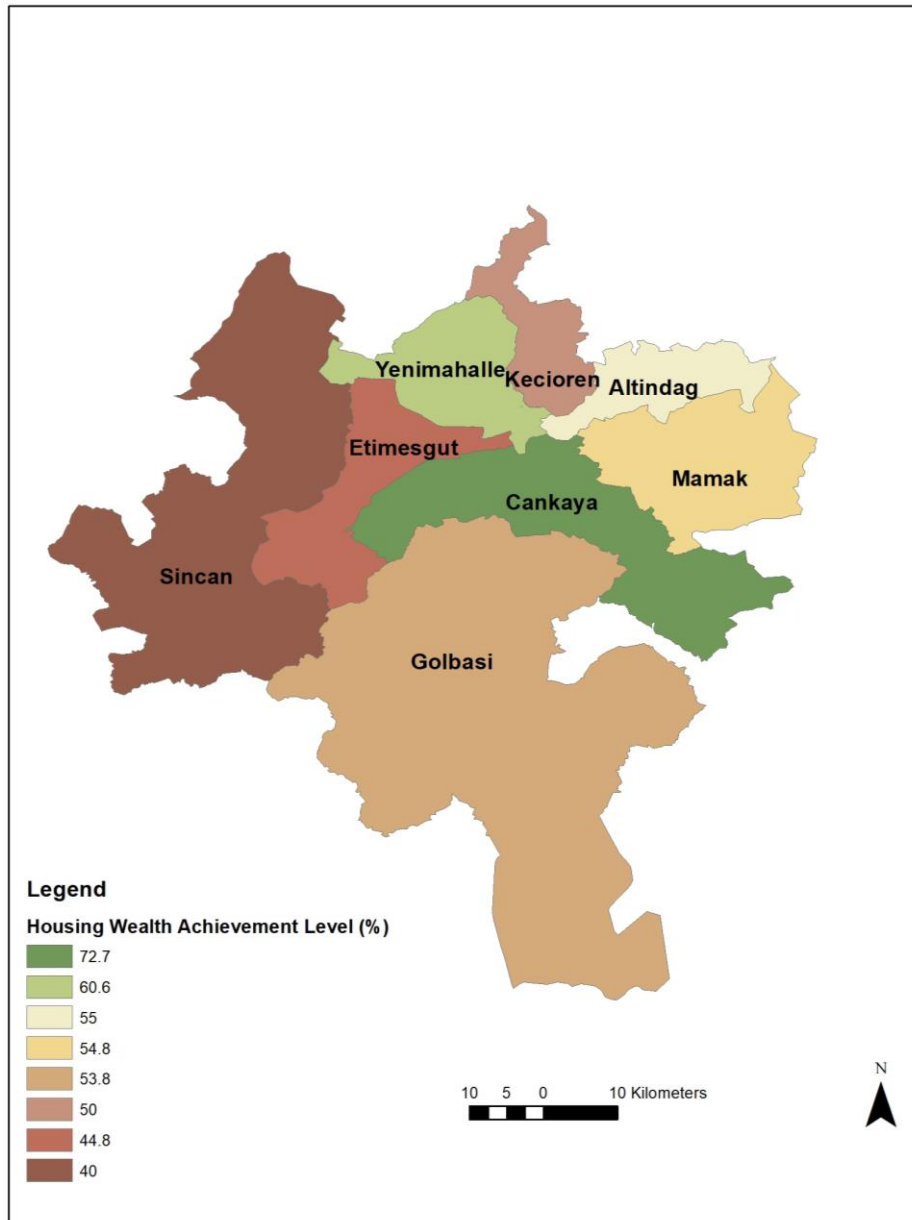 Yenimahalle
Kecioren
Altindag
Etimesgut
Mamak
Cankaya
Sincan
Golbasi
Legend
Housing Wealth Achievement Level (%)
72.7
60.6
55
54.8
53.8
50
44.8
40
10 5 0 10 Kilometers
N